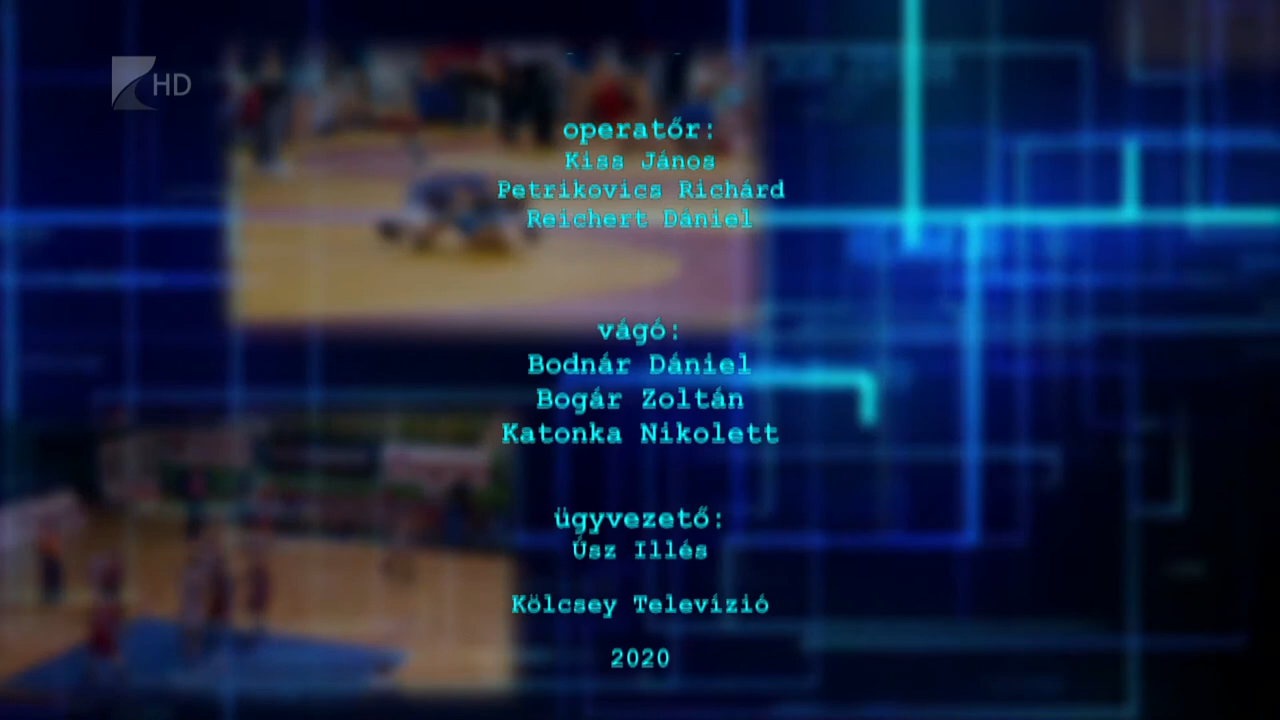 HD
operatőr:
Kiss János
Petrikovics Richárd
Reichert Dániel
vágó:
Bodnár Dániel
Bogár Zoltán
Katonka Nikolett
ügyvezető:
Úsz Illés
Kölcsey Televízió
2020